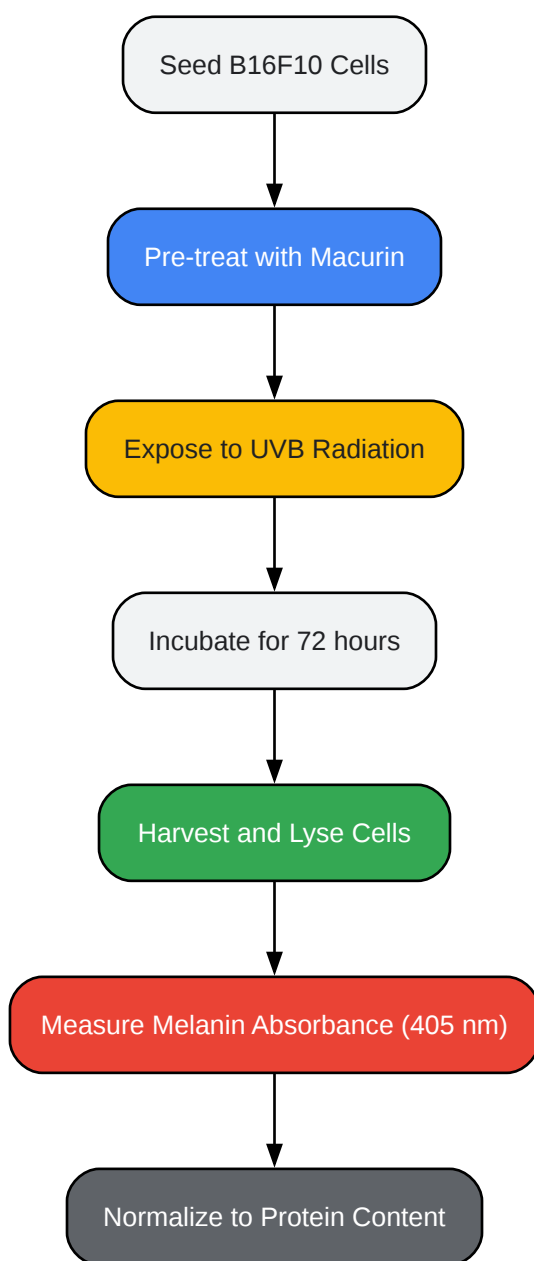 Seed B16F10 Cells
Pre-treat with Macurin
Expose to UVB Radiation
Incubate for 72 hours
Harvest and Lyse Cells
Measure Melanin Absorbance (405 nm)
Normalize to Protein Content